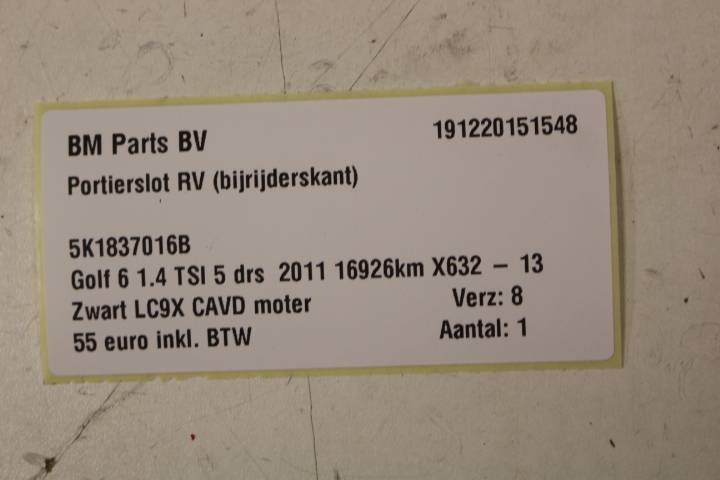 BM Parts BV 191220151548
Portierslot RV (bijrijderskant)
5K1837016B
Golf 6 1.4 TSI 5 drs 2011 16926km X632 – 13
Zwart LC9X CAVD moter Verz: 8
55 euro inkl. BTW Aantal: 1